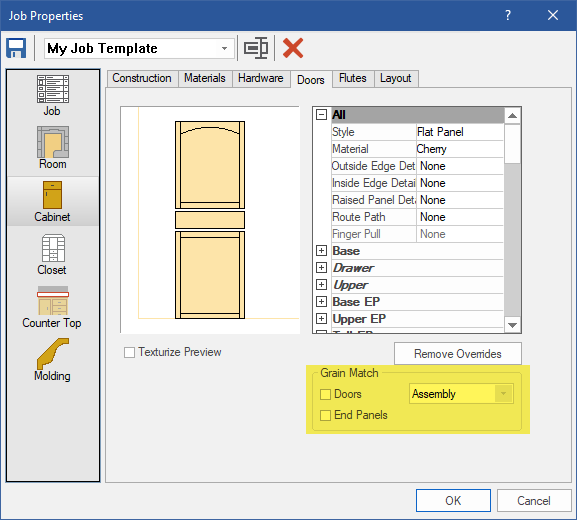 Job Properties
?
My Job Template
Construction Materials Hardware Doors Flutes Layout
Job
Room
Cabinet
Closet
Counter Top
Molding
All
Style Flat Panel
Material Cherry
Outside Edge Det None
Inside Edge Detai None
Raised Panel Deta None
Route Path None
Finger Pull None
Base
Drawer
Upper
Base EP
Upper EP
Texturize Preview
Remove Overrides
Grain Match
Doors Assembly
End Panels
OK Cancel